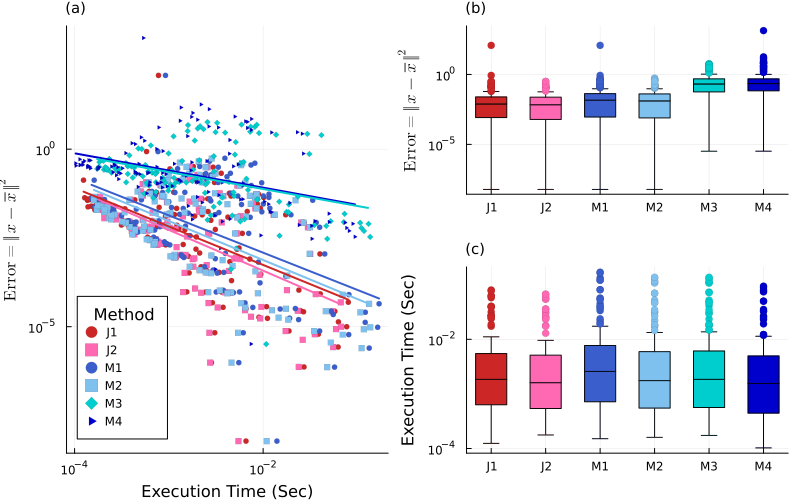 (a)
Error = ‖x − x̅‖²
10⁰
10⁻⁵
10⁻⁴
10⁻²
Execution Time (Sec)
Method
J1
J2
M1
M2
M3
M4
(b)
Error = ‖x − x̅‖²
10⁰
10⁻⁵
J1 J2 M1 M2 M3 M4
(c)
Execution Time (Sec)
10⁻²
10⁻⁴
J1 J2 M1 M2 M3 M4